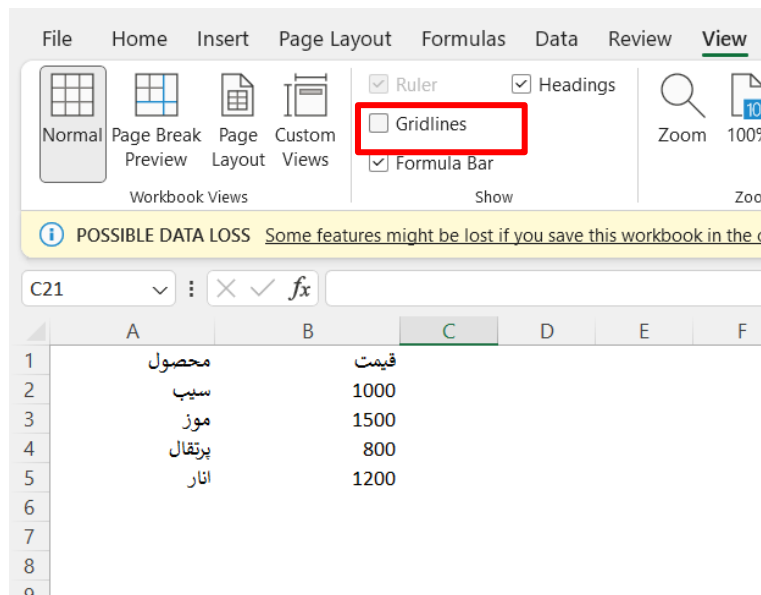 File Home Insert Page Layout Formulas Data Review View
Ruler Headings
Gridlines
Formula Bar
Normal Page Break Preview Page Layout Custom Views
Zoom 100%
Workbook Views Show
POSSIBLE DATA LOSS Some features might be lost if you save this workbook in the
C21 fx
A B C D E F
1 محصول قیمت
2 سیب 1000
3 موز 1500
4 پرتقال 800
5 انار 1200
6
7
8
9